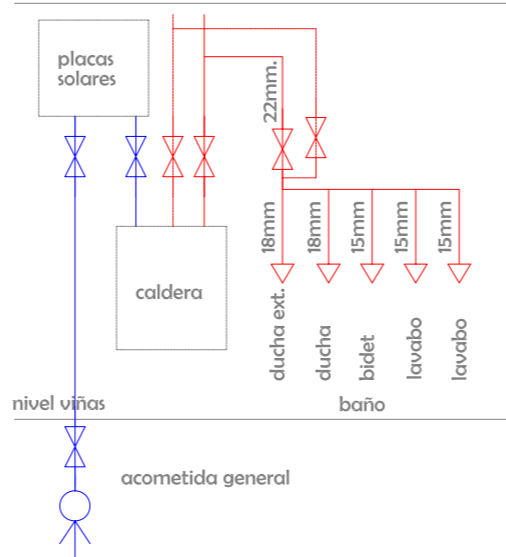 placas
solares
22mm.
18mm
18mm
15mm
15mm
15mm
caldera
ducha ext.
ducha
bidet
lavabo
lavabo
nivel viñas
baño
acometida general